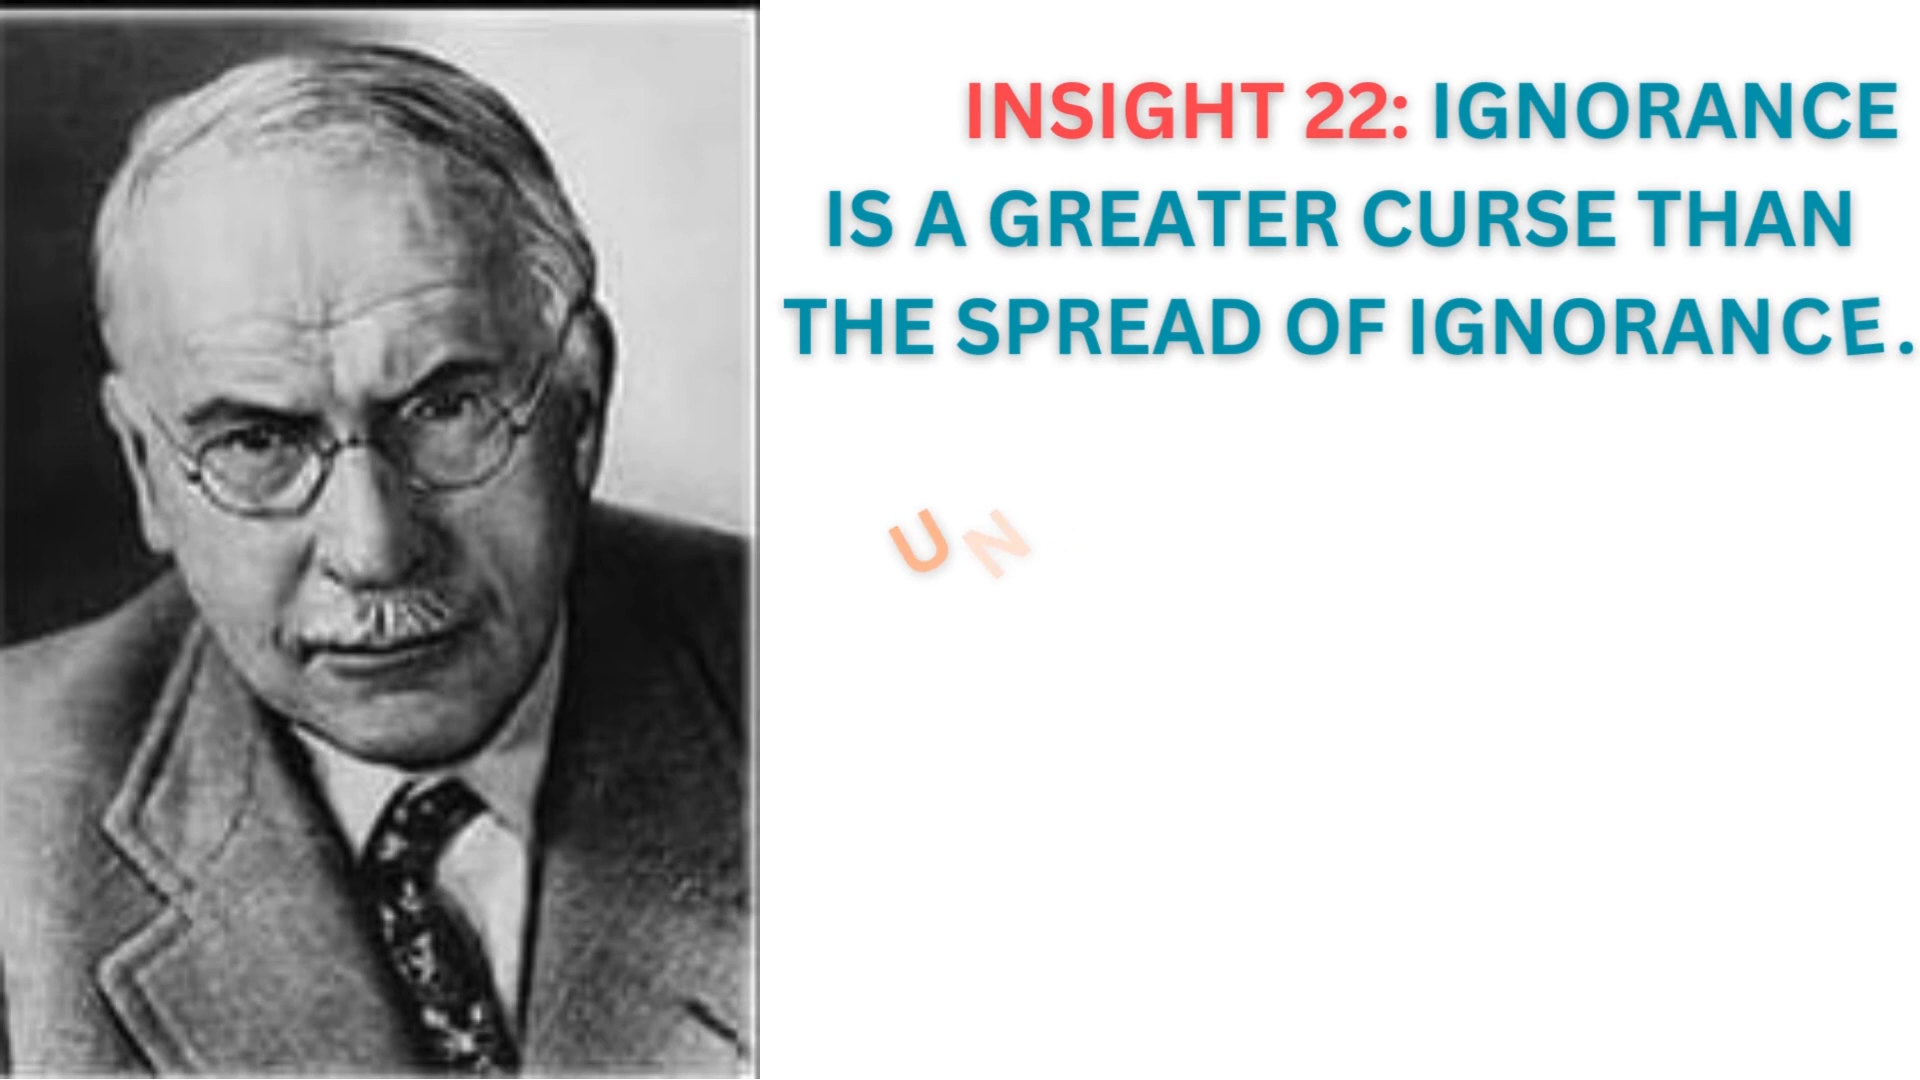 INSIGHT 22: IGNORANCE
IS A GREATER CURSE THAN
THE SPREAD OF IGNORANCE.
UN